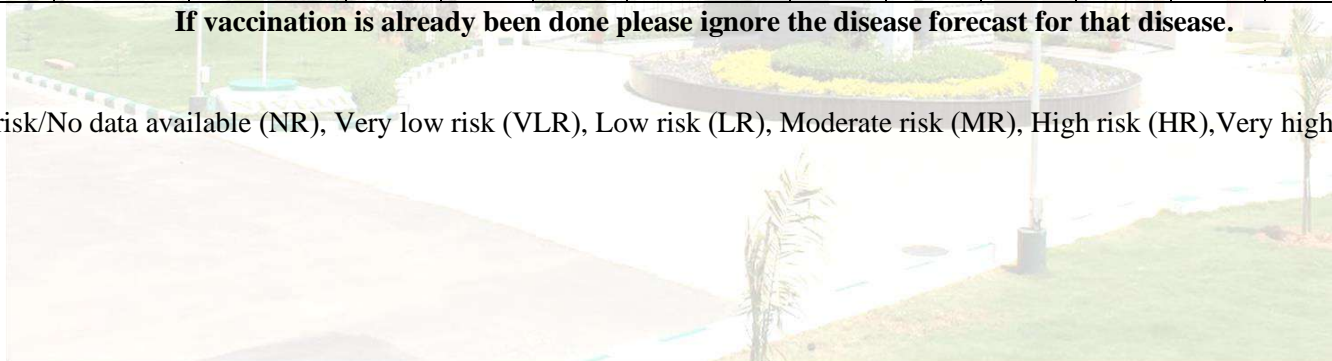 If vaccination is already been done please ignore the disease forecast for that disease.
risk/No data available (NR), Very low risk (VLR), Low risk (LR), Moderate risk (MR), High risk (HR),Very high